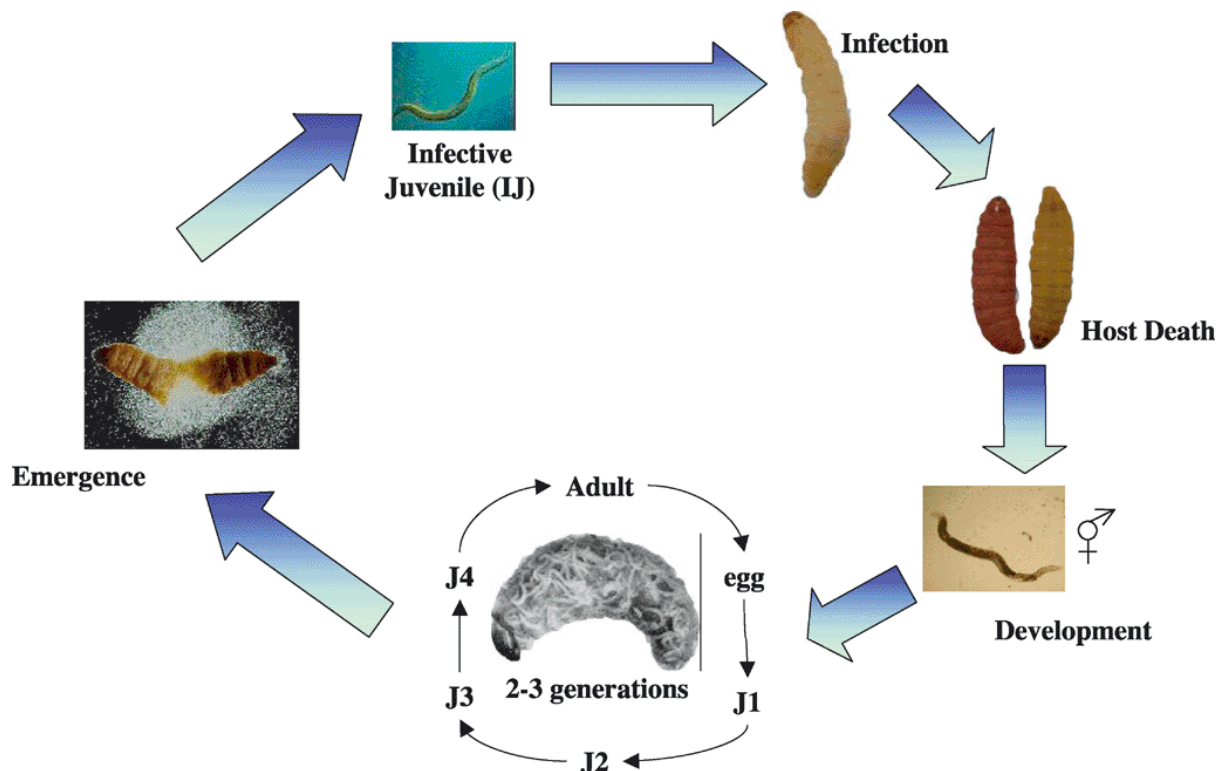 Infective
Juvenile (IJ)
Infection
Host Death
Development
Adult
egg
J1
J2
J3
J4
2-3 generations
Emergence